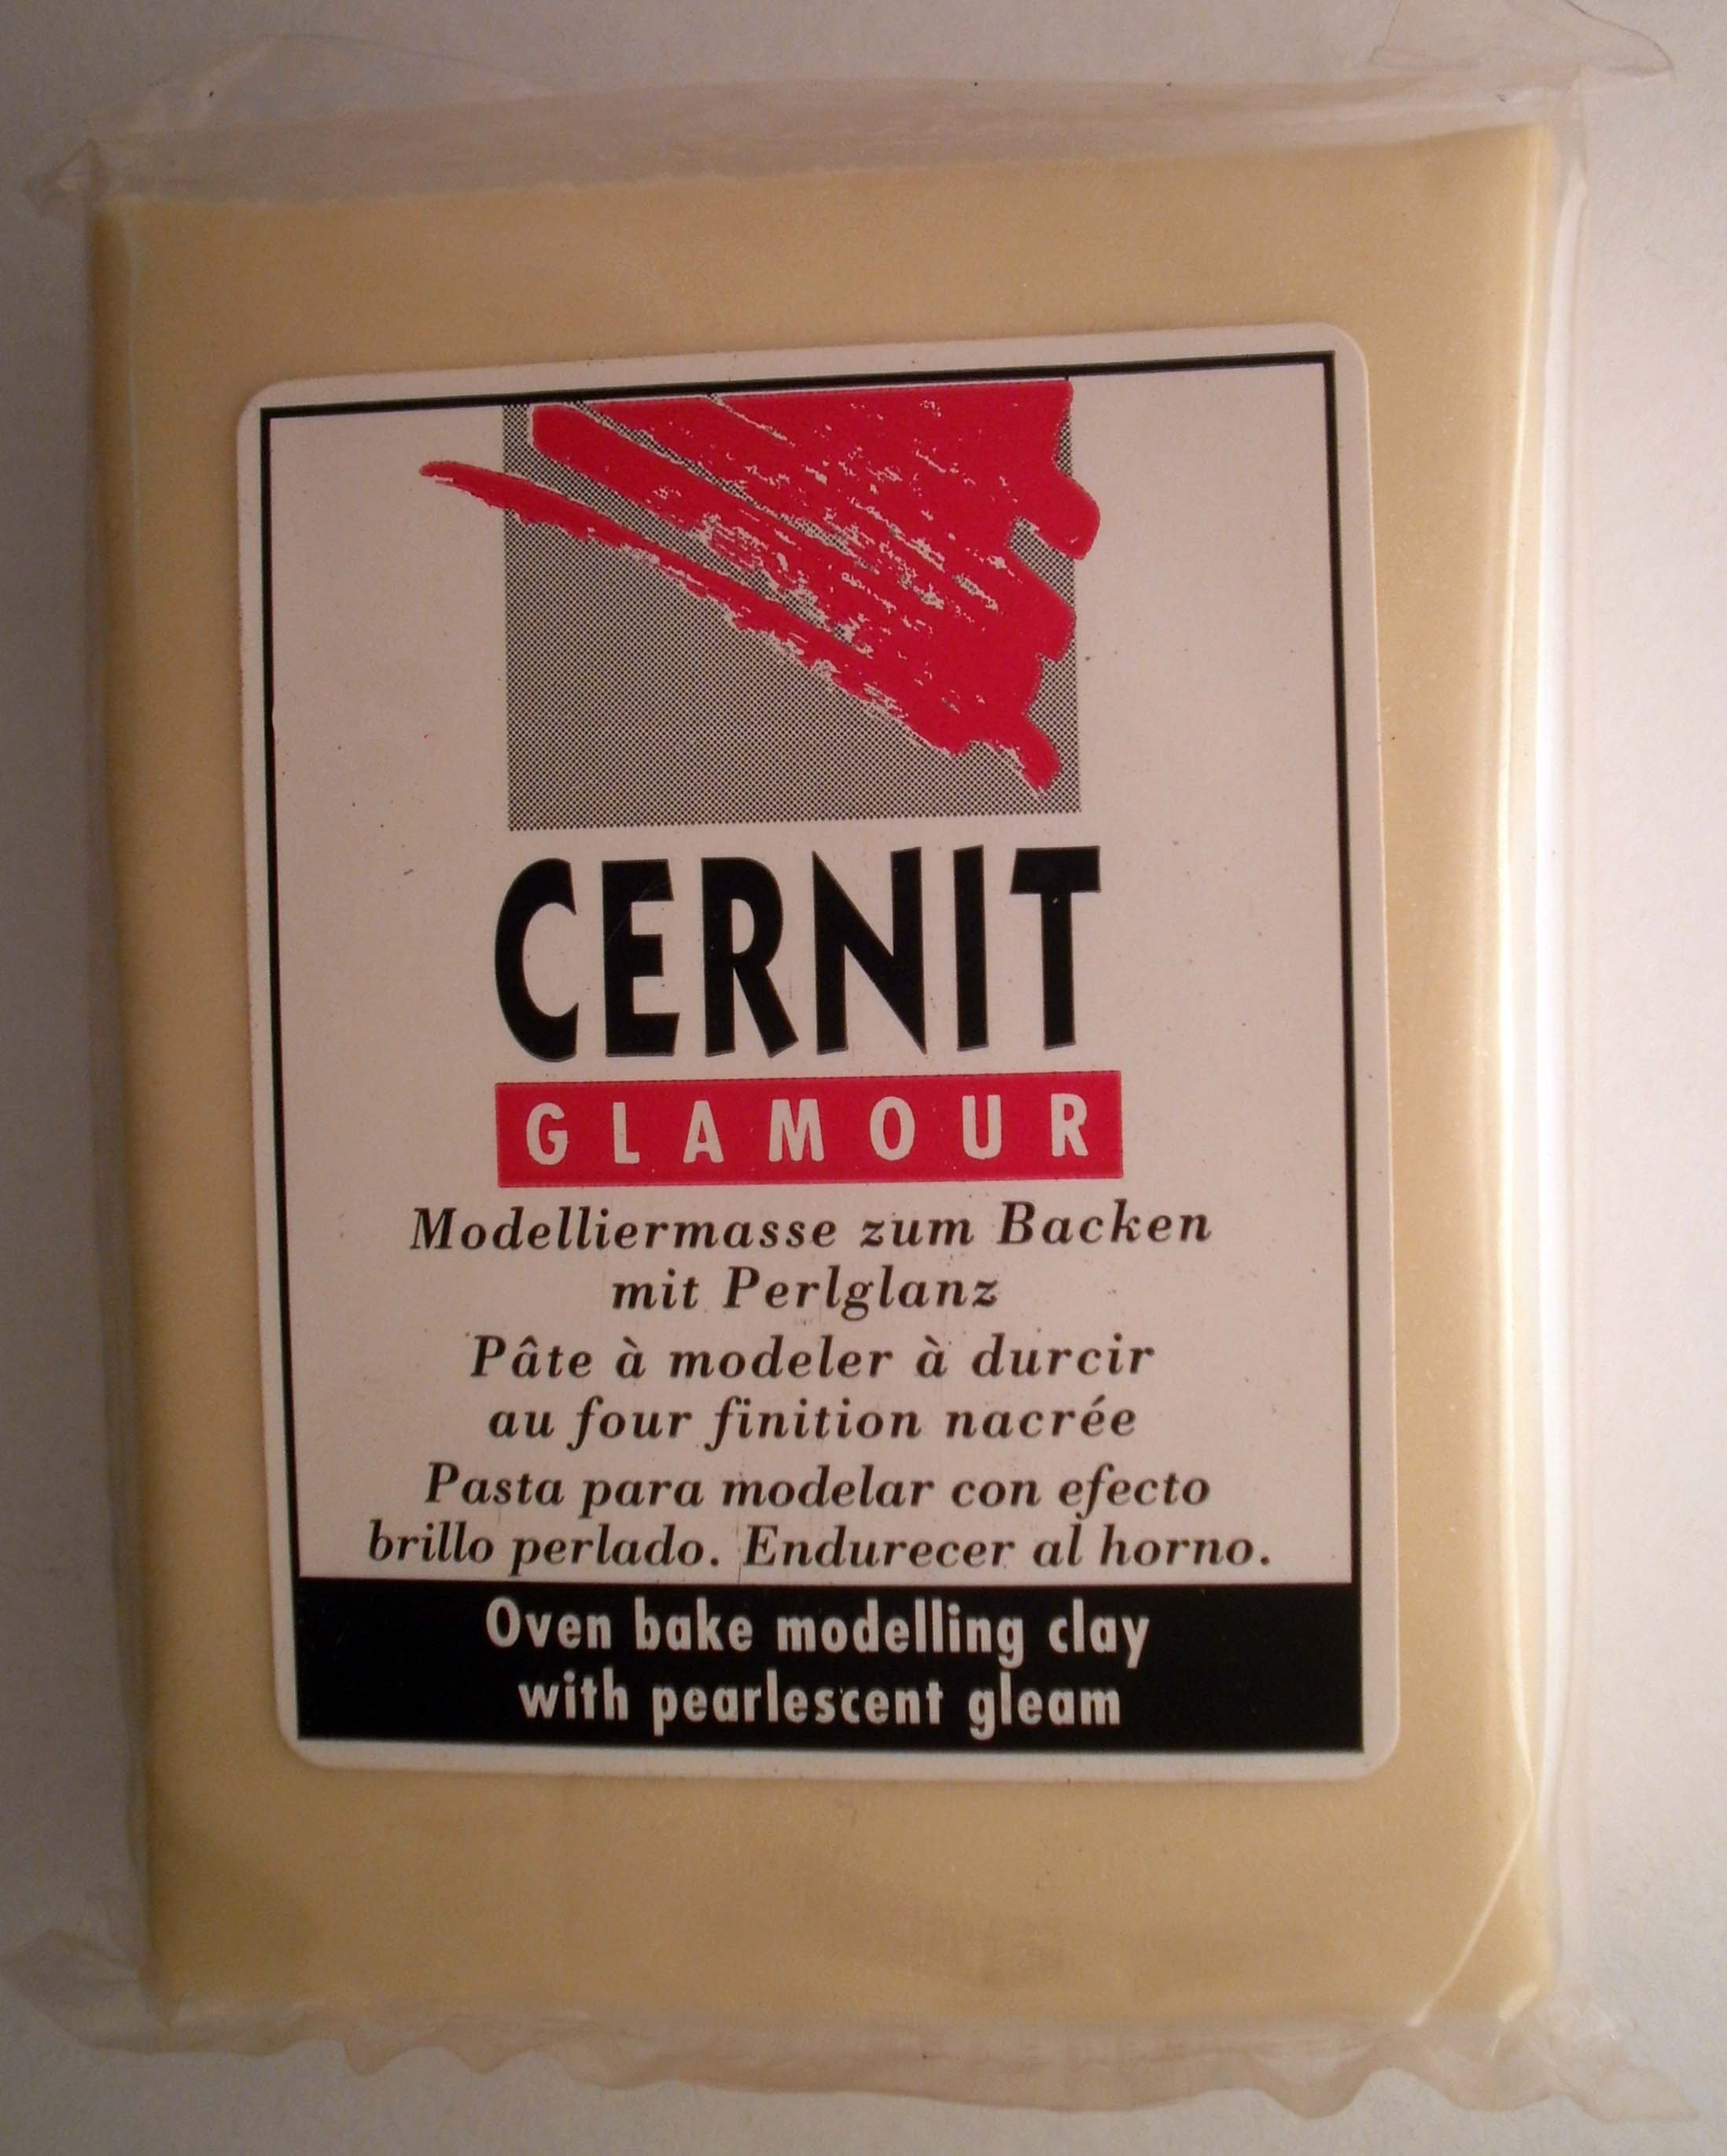 CERNIT
GLAMOUR
Modelliermasse zum Backen
mit Perlglanz
Pâte à modeler à durcir
au four finition nacrée
Pasta para modelar con efecto
brillo perlado. Endurecer al horno.
Oven bake modelling clay
with pearlescent gleam